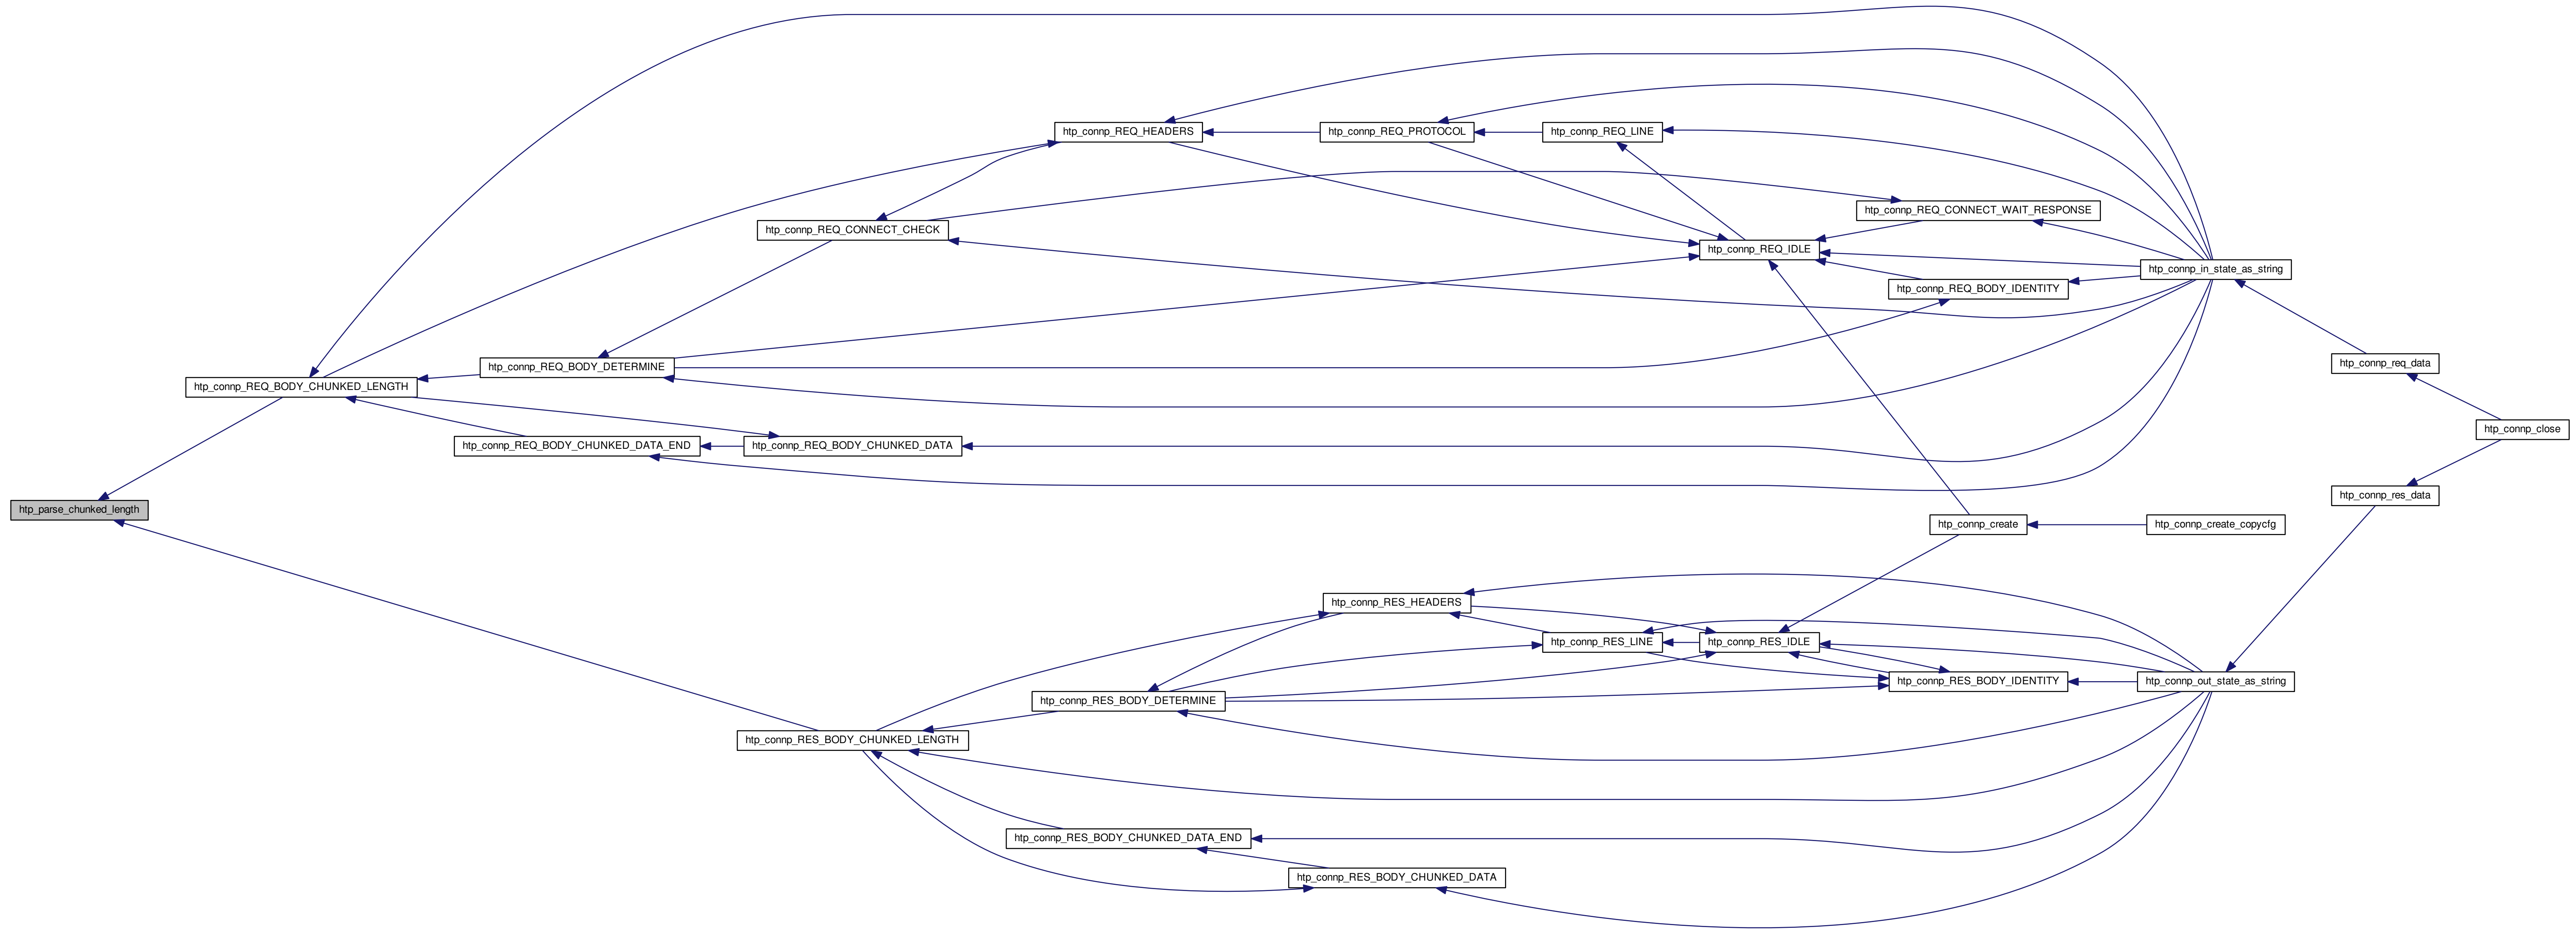 htp_connp_REQ_HEADERS
htp_connp_REQ_PROTOCOL
htp_connp_REQ_LINE
htp_connp_REQ_CONNECT_WAIT_RESPONSE
htp_connp_REQ_CONNECT_CHECK
htp_connp_REQ_IDLE
htp_connp_in_state_as_string
htp_connp_REQ_BODY_IDENTITY
htp_connp_req_data
htp_connp_REQ_BODY_DETERMINE
htp_connp_REQ_BODY_CHUNKED_LENGTH
htp_connp_close
htp_connp_REQ_BODY_CHUNKED_DATA_END
htp_connp_REQ_BODY_CHUNKED_DATA
htp_connp_res_data
htp_parse_chunked_length
htp_connp_create
htp_connp_create_copycfg
htp_connp_RES_HEADERS
htp_connp_RES_LINE
htp_connp_RES_IDLE
htp_connp_RES_BODY_IDENTITY
htp_connp_out_state_as_string
htp_connp_RES_BODY_DETERMINE
htp_connp_RES_BODY_CHUNKED_LENGTH
htp_connp_RES_BODY_CHUNKED_DATA_END
htp_connp_RES_BODY_CHUNKED_DATA